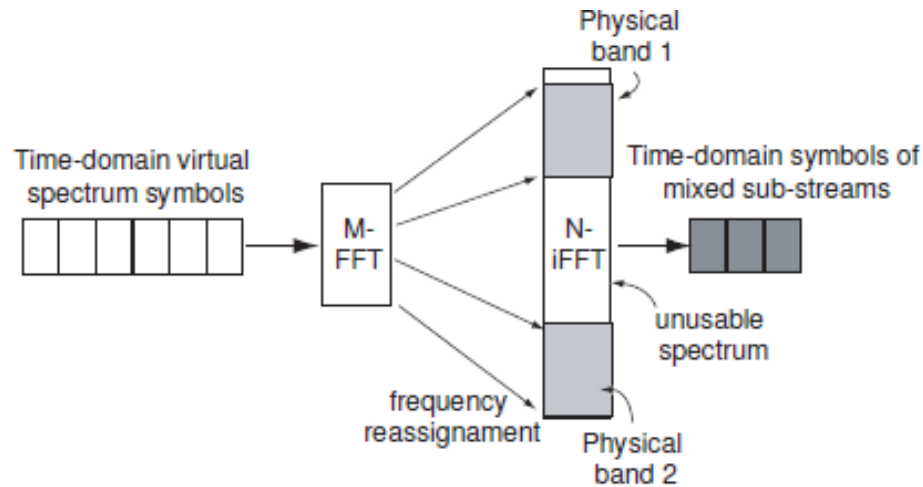 Physical
band 1
Time-domain virtual
spectrum symbols
Time-domain symbols of
mixed sub-streams
M-
FFT
N-
iFFT
unusable
spectrum
frequency
reassignament
Physical
band 2